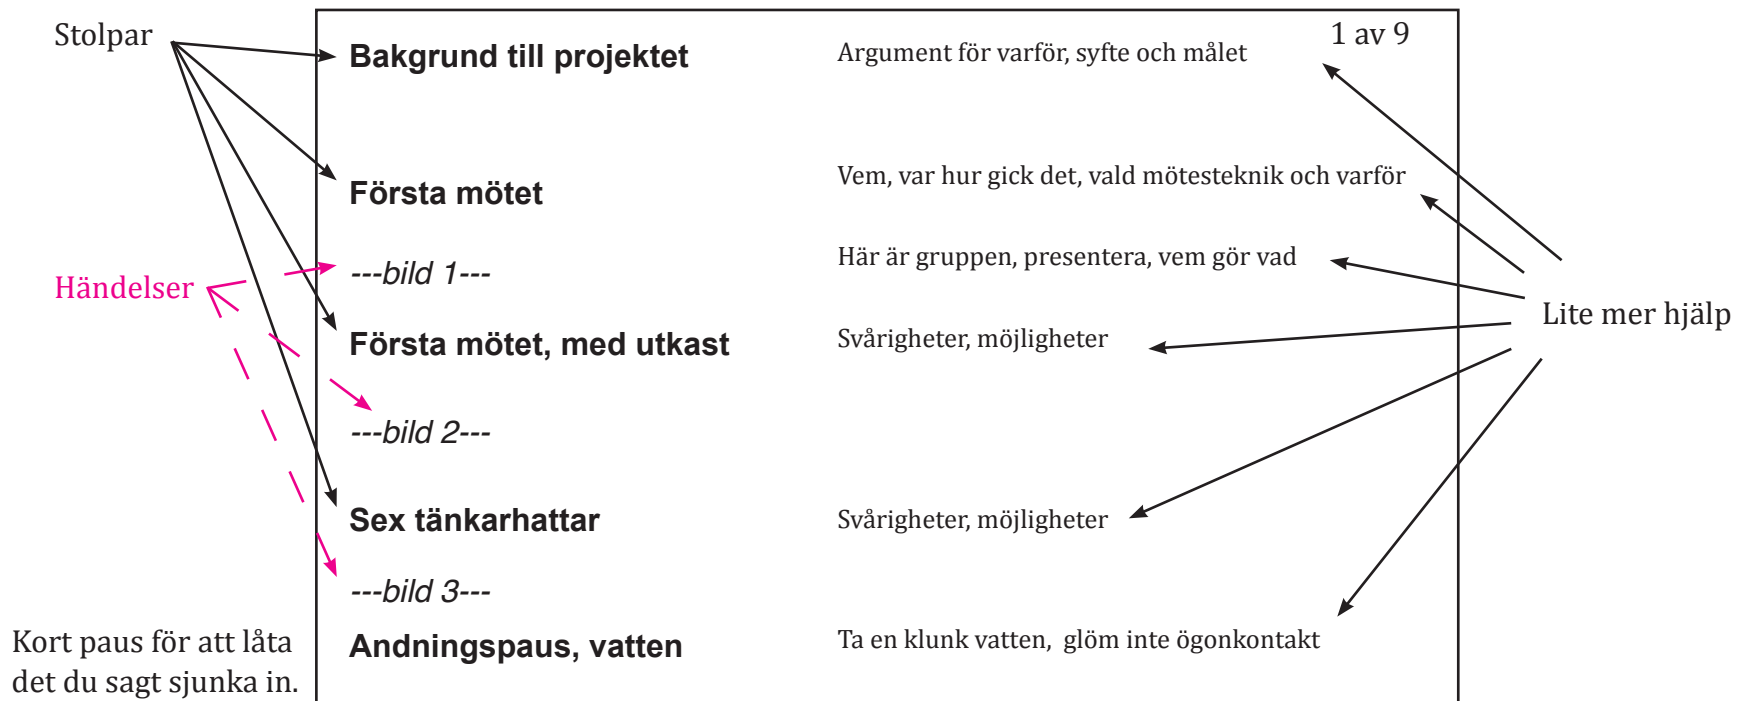 Stolpar
Bakgrund till projektet
Argument för varför, syfte och målet
1 av 9
Första mötet
Vem, var hur gick det, vald mötesteknik och varför
Händelser
---bild 1---
Här är gruppen, presentera, vem gör vad
Lite mer hjälp
Första mötet, med utkast
Svårigheter, möjligheter
---bild 2---
Sex tänkarhattar
Svårigheter, möjligheter
---bild 3---
Kort paus för att låta
det du sagt sjunka in.
Andningspaus, vatten
Ta en klunk vatten, glöm inte ögonkontakt